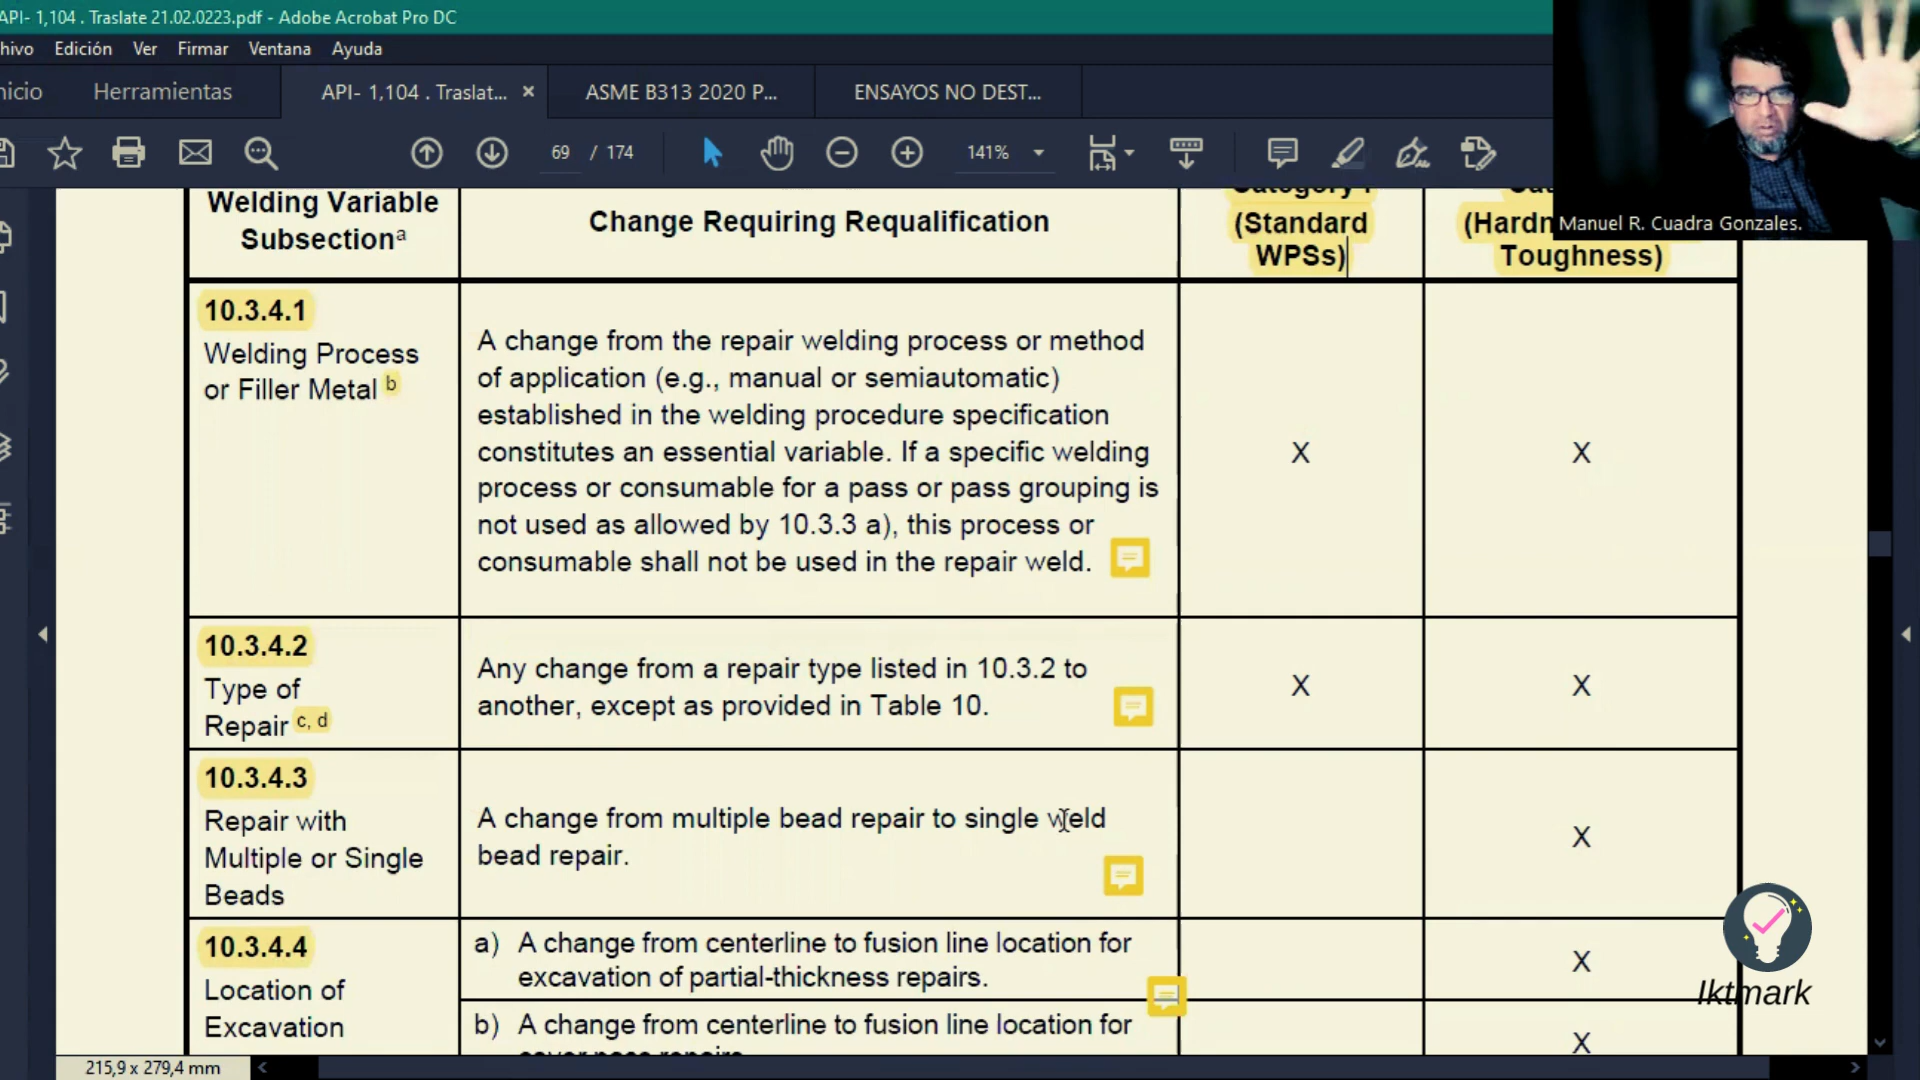 API- 1,104 . Traslate 21.02.0223.pdf - Adobe Acrobat Pro DC
hivo Edición Ver Firmar Ventana Ayuda
nicio Herramientas API- 1,104 . Traslat... × ASME B313 2020 P... ENSAYOS NO DEST...
69 / 174 141%
Manuel R. Cuadra Gonzales.
Welding Variable
Subsectionᵃ
Change Requiring Requalification
(Standard
WPSs)
(Hardn
Toughness)
10.3.4.1
Welding Process
or Filler Metal b
A change from the repair welding process or method
of application (e.g., manual or semiautomatic)
established in the welding procedure specification
constitutes an essential variable. If a specific welding
process or consumable for a pass or pass grouping is
not used as allowed by 10.3.3 a), this process or
consumable shall not be used in the repair weld.
X X
10.3.4.2
Type of
Repair c, d
Any change from a repair type listed in 10.3.2 to
another, except as provided in Table 10.
X X
10.3.4.3
Repair with
Multiple or Single
Beads
A change from multiple bead repair to single weld
bead repair.
X
10.3.4.4
Location of
Excavation
a) A change from centerline to fusion line location for
excavation of partial-thickness repairs.
X
b) A change from centerline to fusion line location for
X
Iktmark
215,9 x 279,4 mm